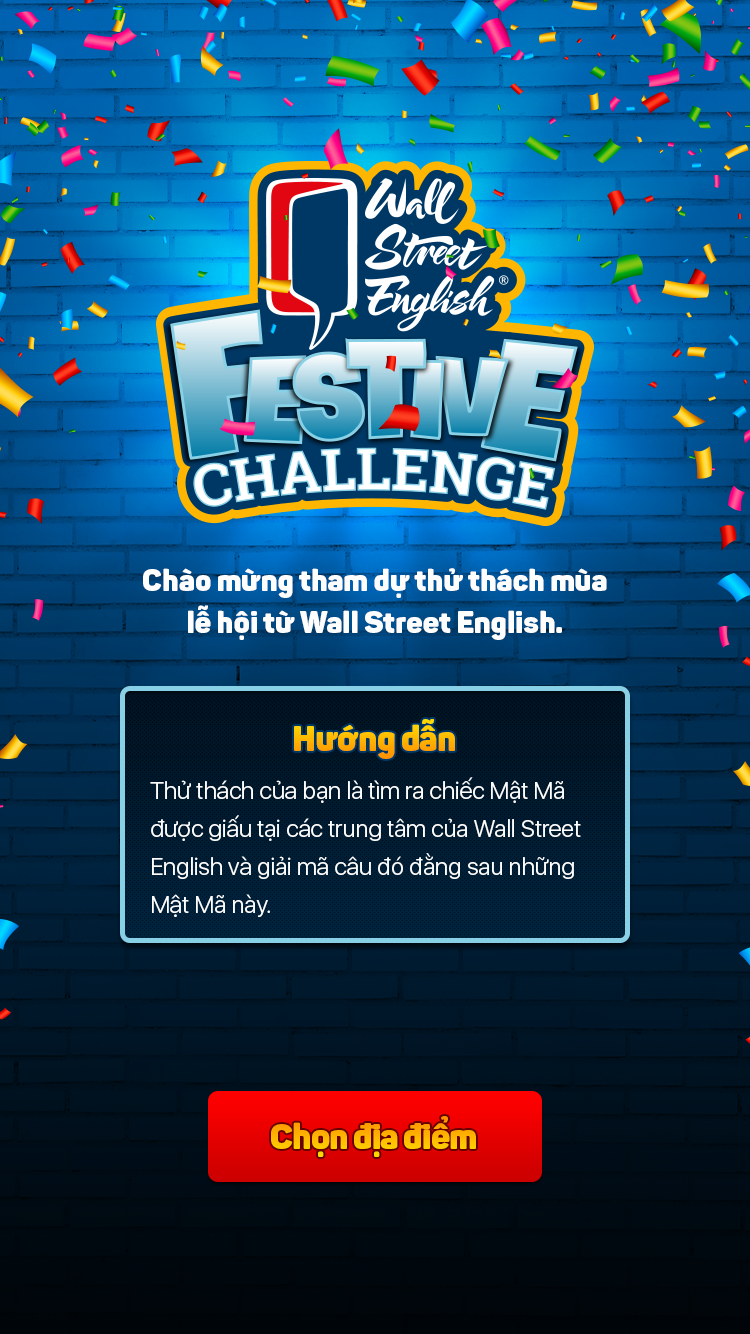 Wall
Street
English®
FESTIVE
CHALLENGE
Chào mừng tham dự thử thách mùa
lễ hội từ Wall Street English.
Hướng dẫn
Thử thách của bạn là tìm ra chiếc Mật Mã
được giấu tại các trung tâm của Wall Street
English và giải mã câu đó đằng sau những
Mật Mã này.
Chọn địa điểm